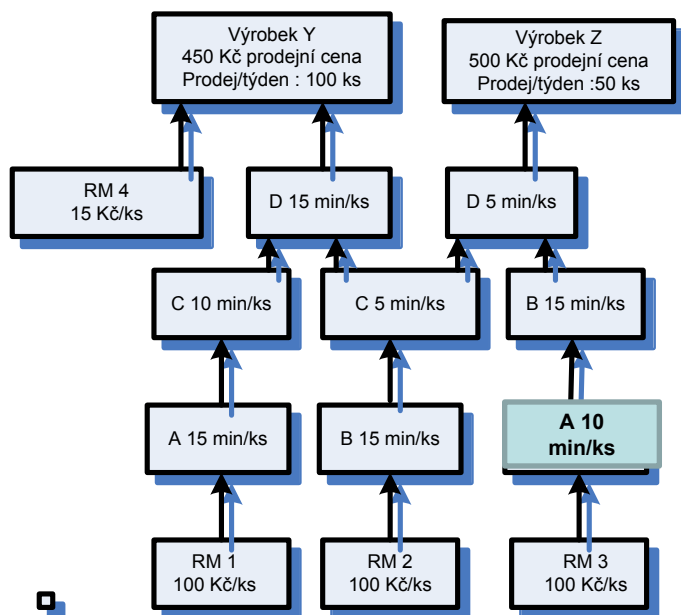 Výrobek Y
450 Kč prodejní cena
Prodej/týden : 100 ks
Výrobek Z
500 Kč prodejní cena
Prodej/týden :50 ks
RM 4
15 Kč/ks
D 15 min/ks
D 5 min/ks
C 10 min/ks
C 5 min/ks
B 15 min/ks
A 15 min/ks
B 15 min/ks
A 10
min/ks
RM 1
100 Kč/ks
RM 2
100 Kč/ks
RM 3
100 Kč/ks